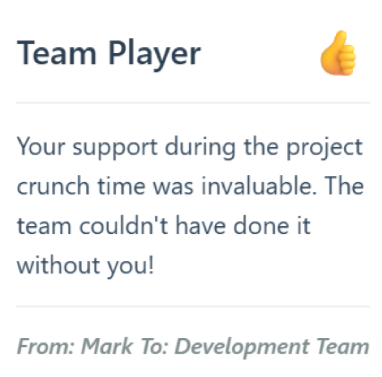 Team Player 👍
Your support during the project
crunch time was invaluable. The
team couldn't have done it
without you!
From: Mark To: Development Team